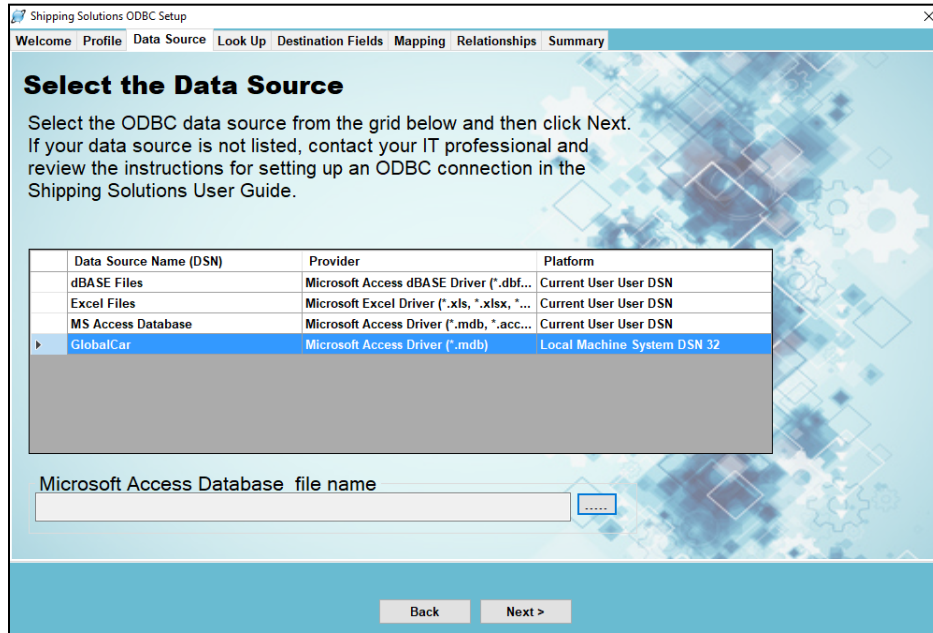 Shipping Solutions ODBC Setup
Welcome Profile Data Source Look Up Destination Fields Mapping Relationships Summary
Select the Data Source
Select the ODBC data source from the grid below and then click Next.
If your data source is not listed, contact your IT professional and
review the instructions for setting up an ODBC connection in the
Shipping Solutions User Guide.
Data Source Name (DSN) Provider Platform
dBASE Files Microsoft Access dBASE Driver (*.dbf... Current User User DSN
Excel Files Microsoft Excel Driver (*.xls, *.xlsx, *... Current User User DSN
MS Access Database Microsoft Access Driver (*.mdb, *.acc... Current User User DSN
GlobalCar Microsoft Access Driver (*.mdb) Local Machine System DSN 32
Microsoft Access Database file name
.....
Back Next >